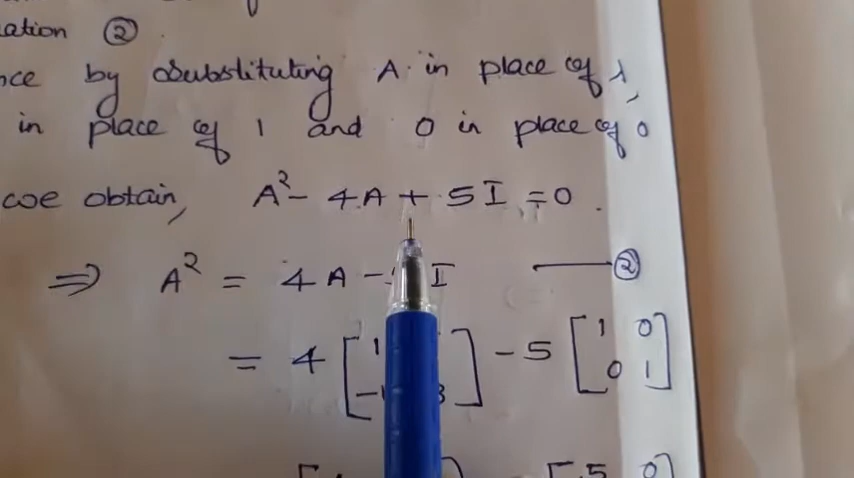 ation ②.
nce by substituting A in place of λ,
in place of 1 and 0 in place of 0
we obtain, A² - 4A + 5I = 0.
⇒ A² = 4A - I ②
= 4 [1 -1 3] - 5 [1 0 0 1]
[ ] - [5 0]